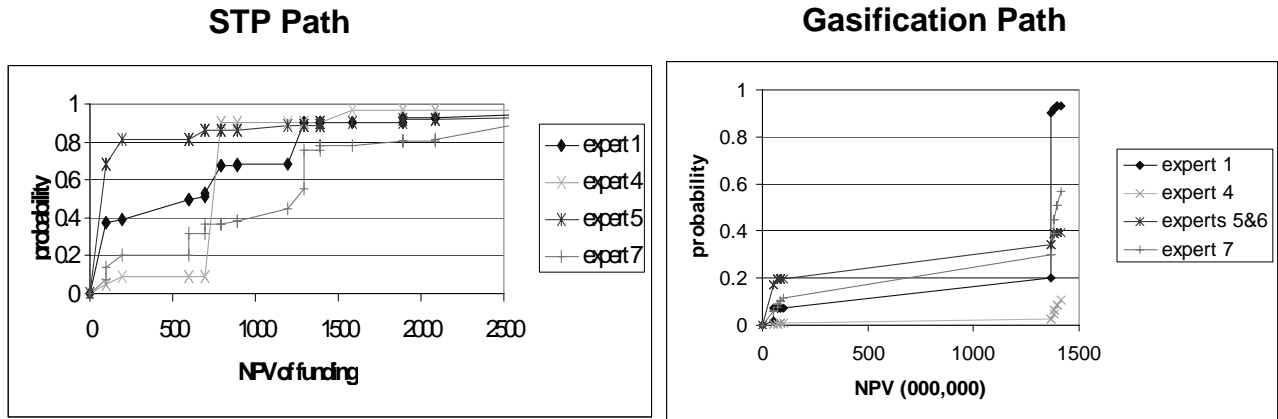 STP Path
Gasification Path
1
0.8
0.6
0.4
0.2
0
probability
0
500
1000
1500
2000
2500
NPV of funding
expert 1
expert 4
expert 5
expert 7
1
0.8
0.6
0.4
0.2
0
probability
0
500
1000
1500
NPV (000,000)
expert 1
expert 4
experts 5&6
expert 7